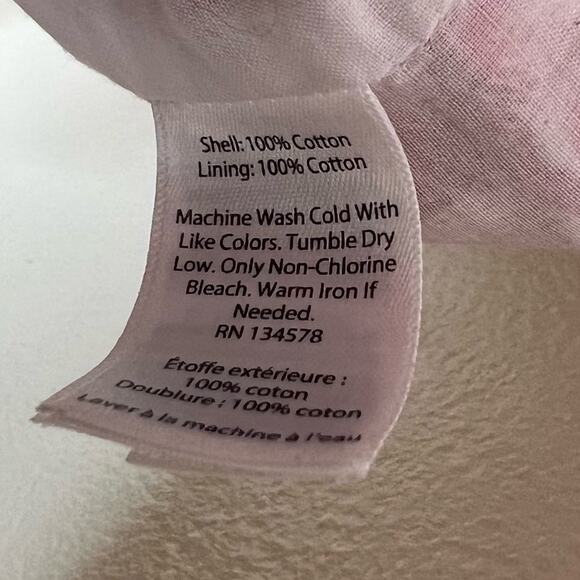 Shell: 100% Cotton
Lining: 100% Cotton
Machine Wash Cold With
Like Colors. Tumble Dry
Low. Only Non-Chlorine
Bleach. Warm Iron If
Needed.
RN 134578
Étoffe extérieure :
100% coton
Doublure : 100% coton
Laver à la machine à l'eau